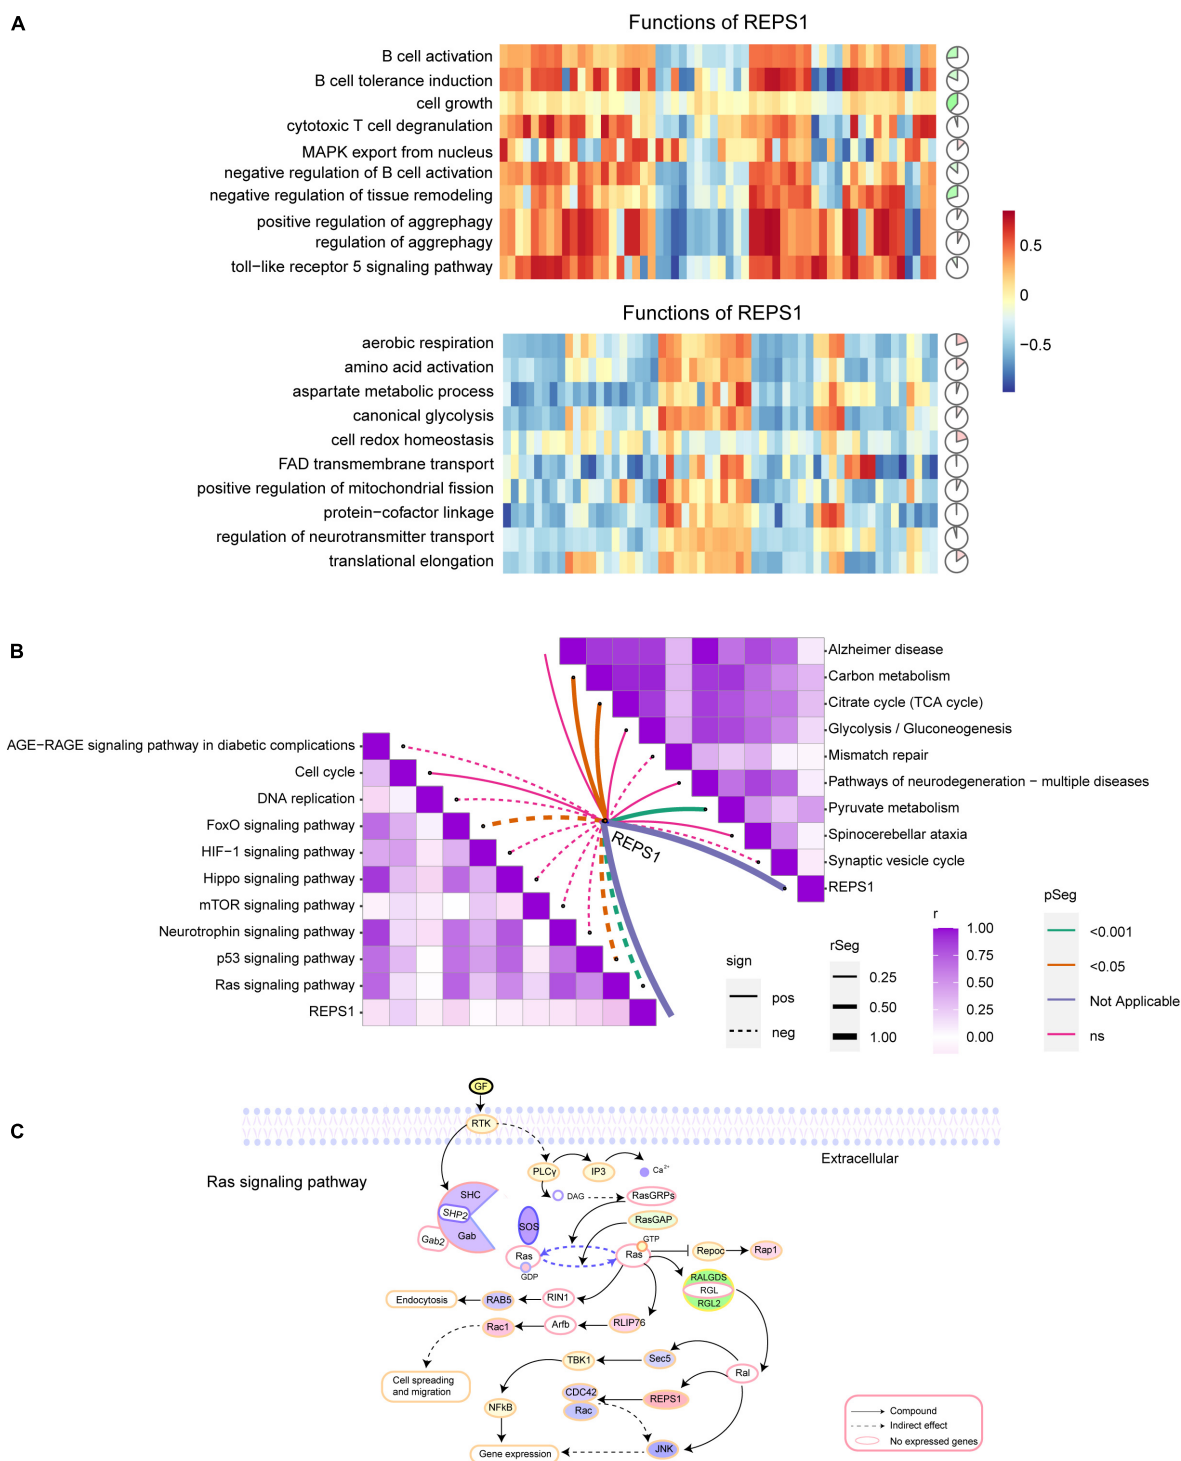 A
Functions of REPS1
B cell activation
B cell tolerance induction
cell growth
cytotoxic T cell degranulation
MAPK export from nucleus
negative regulation of B cell activation
negative regulation of tissue remodeling
positive regulation of aggrephagy
regulation of aggrephagy
toll−like receptor 5 signaling pathway
0.5
0
−0.5
Functions of REPS1
aerobic respiration
amino acid activation
aspartate metabolic process
canonical glycolysis
cell redox homeostasis
FAD transmembrane transport
positive regulation of mitochondrial fission
protein−cofactor linkage
regulation of neurotransmitter transport
translational elongation
B
Alzheimer disease
Carbon metabolism
Citrate cycle (TCA cycle)
Glycolysis / Gluconeogenesis
Mismatch repair
Pathways of neurodegeneration − multiple diseases
Pyruvate metabolism
Spinocerebellar ataxia
Synaptic vesicle cycle
REPS1
AGE−RAGE signaling pathway in diabetic complications
Cell cycle
DNA replication
FoxO signaling pathway
HIF−1 signaling pathway
Hippo signaling pathway
mTOR signaling pathway
Neurotrophin signaling pathway
p53 signaling pathway
Ras signaling pathway
REPS1
REPS1
sign
pos
neg
rSeg
0.25
0.50
1.00
r
1.00
0.75
0.50
0.25
0.00
pSeg
<0.001
<0.05
Not Applicable
ns
C
GF
RTK
Extracellular
Ras signaling pathway
PLCγ
IP3
Ca²⁺
DAG
RasGRPs
SHC
SHP2
Gab
Gab2
SOS
RasGAP
Ras
GDP
GTP
Ras
Repoc
Rap1
RALGDS
RGL
RGL2
Endocytosis
RAB5
RIN1
Rac1
Arfb
RLIP76
Cell spreading
and migration
TBK1
Sec5
Ral
CDC42
Rac
REPS1
NFkB
JNK
Gene expression
Compound
Indirect effect
No expressed genes